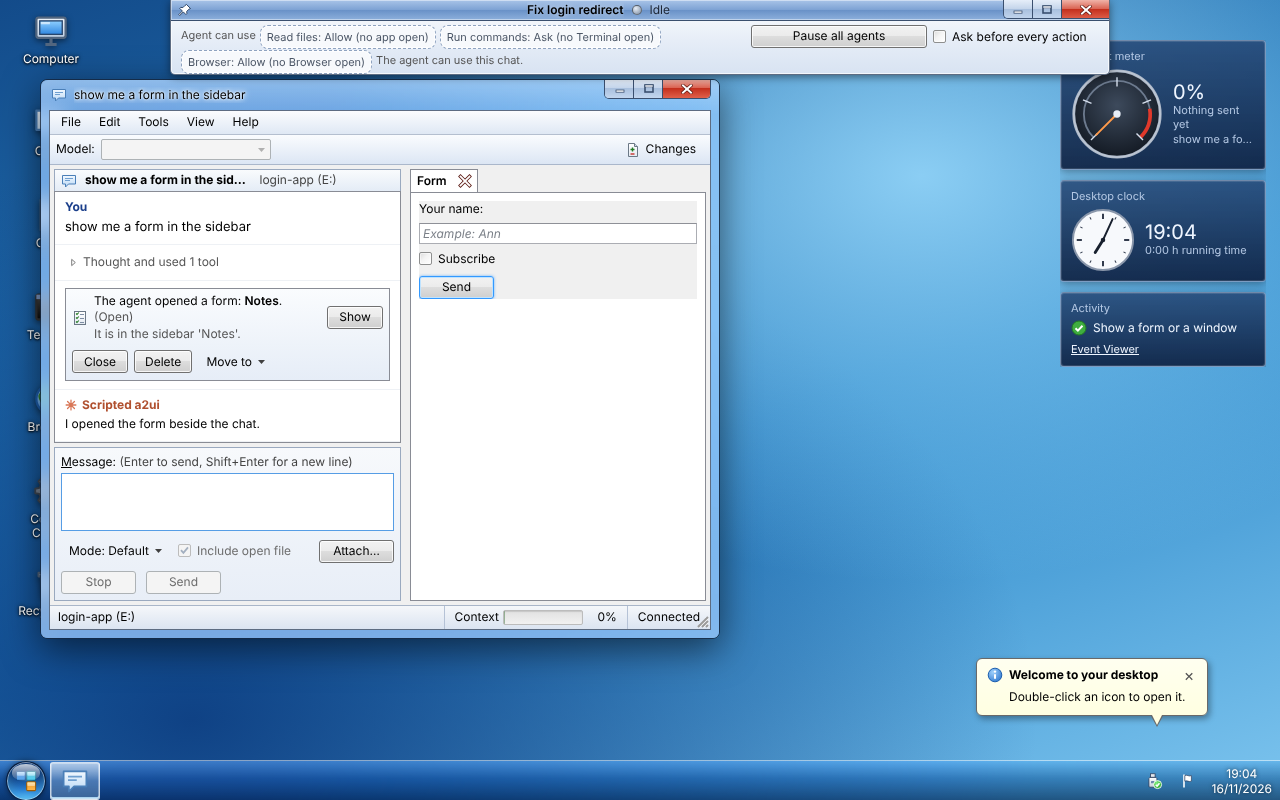 Fix login redirect Idle
Agent can use Read files: Allow (no app open) Run commands: Ask (no Terminal open)
Browser: Allow (no Browser open) The agent can use this chat.
Pause all agents Ask before every action
Computer
show me a form in the sidebar
File Edit Tools View Help
Model: Changes
show me a form in the sid... login-app (E:)
You
show me a form in the sidebar
Thought and used 1 tool
The agent opened a form: Notes.
(Open)
It is in the sidebar 'Notes'.
Show
Close Delete Move to
Scripted a2ui
I opened the form beside the chat.
Message: (Enter to send, Shift+Enter for a new line)
Mode: Default Include open file Attach...
Stop Send
Form
Your name:
Example: Ann
Subscribe
Send
login-app (E:) Context 0% Connected
meter
0%
Nothing sent
yet
show me a fo...
Desktop clock
19:04
0:00 h running time
Activity
Show a form or a window
Event Viewer
Welcome to your desktop
Double-click an icon to open it.
19:04
16/11/2026